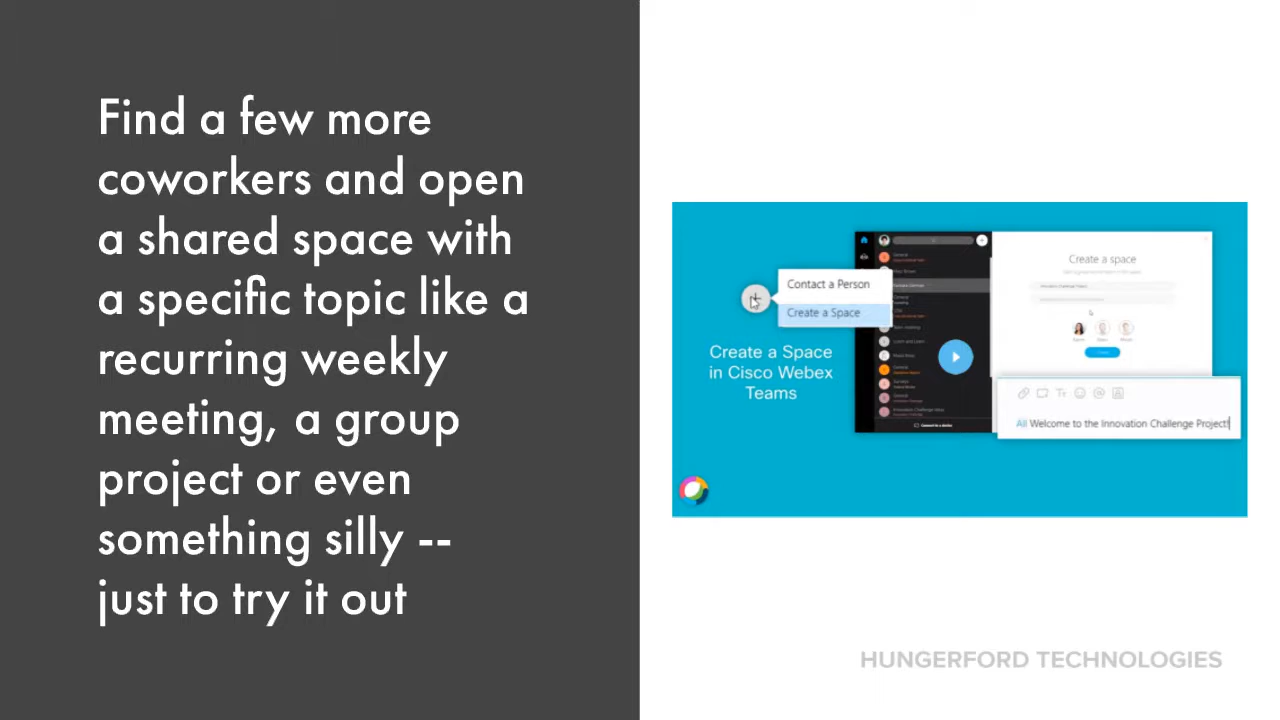 Find a few more
coworkers and open
a shared space with
a specific topic like a
recurring weekly
meeting, a group
project or even
something silly --
just to try it out
Contact a Person
Create a Space
Create a Space
in Cisco Webex
Teams
Create a space
All Welcome to the Innovation Challenge Project!
HUNGERFORD TECHNOLOGIES